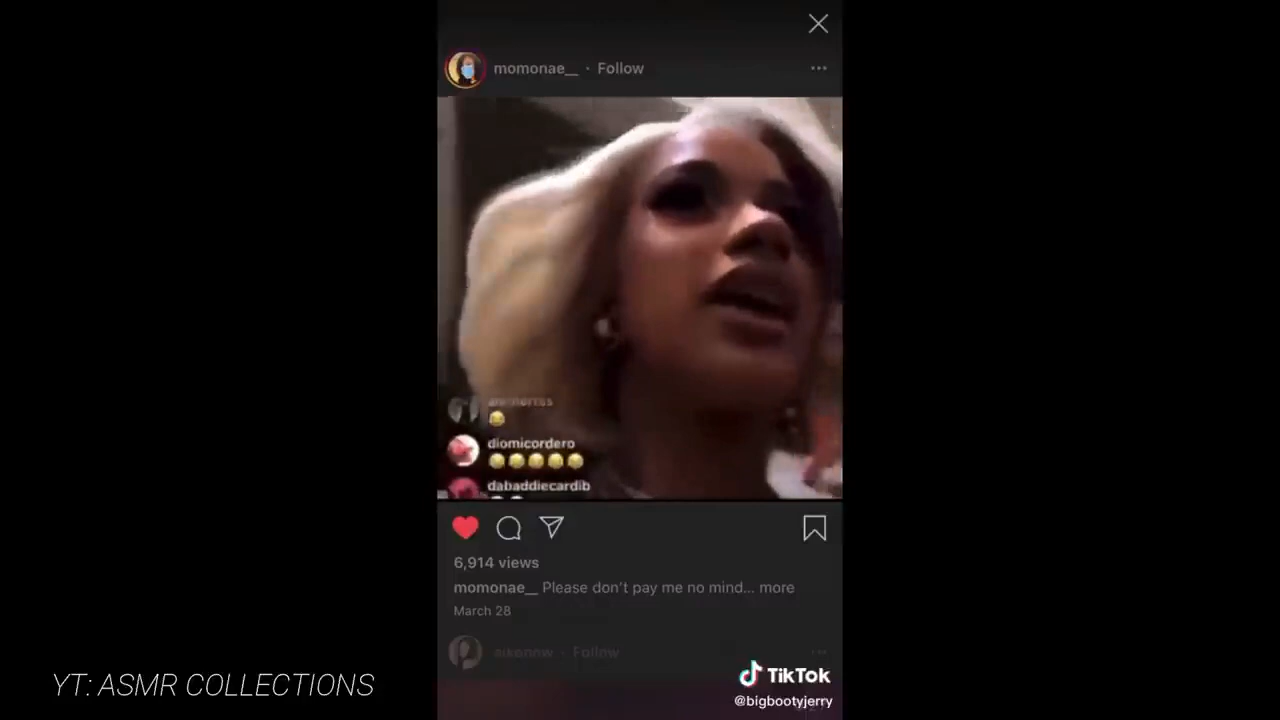 momonae__ · Follow
diomicordero
dabaddiecardib
6,914 views
momonae__ Please don't pay me no mind... more
March 28
Follow
YT: ASMR COLLECTIONS
TikTok
@bigbootyjerry